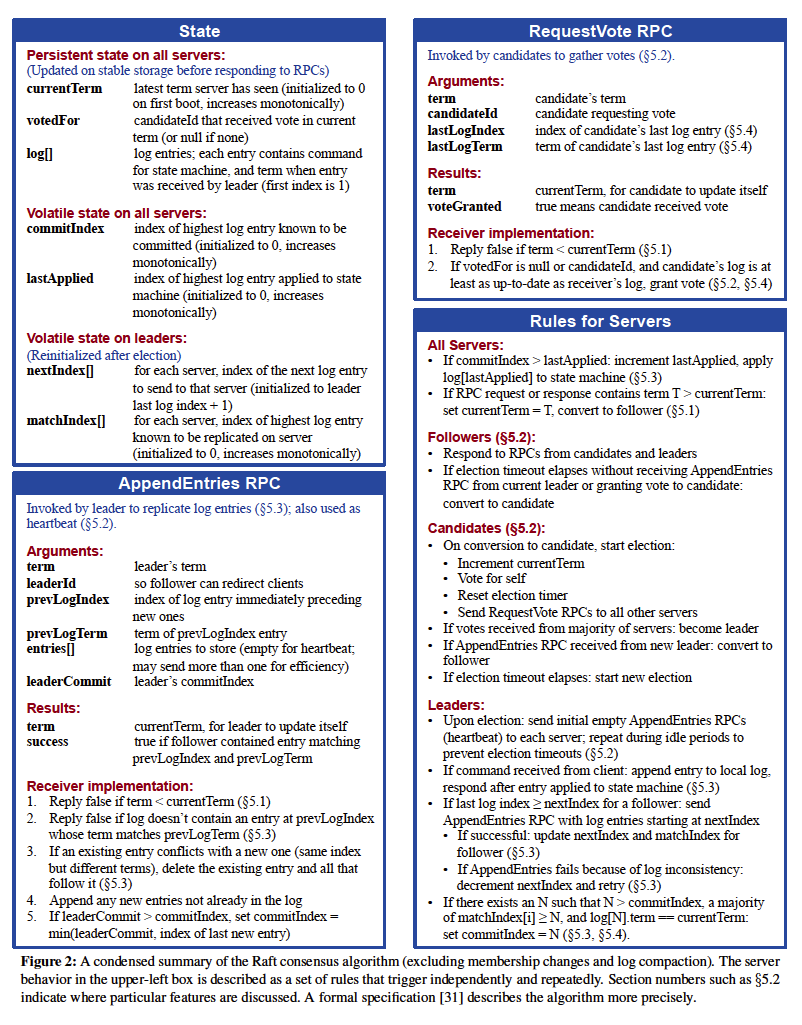 State
Persistent state on all servers:
(Updated on stable storage before responding to RPCs)
currentTerm latest term server has seen (initialized to 0
on first boot, increases monotonically)
votedFor candidateId that received vote in current
term (or null if none)
log[] log entries; each entry contains command
for state machine, and term when entry
was received by leader (first index is 1)
Volatile state on all servers:
commitIndex index of highest log entry known to be
committed (initialized to 0, increases
monotonically)
lastApplied index of highest log entry applied to state
machine (initialized to 0, increases
monotonically)
Volatile state on leaders:
(Reinitialized after election)
nextIndex[] for each server, index of the next log entry
to send to that server (initialized to leader
last log index + 1)
matchIndex[] for each server, index of highest log entry
known to be replicated on server
(initialized to 0, increases monotonically)
AppendEntries RPC
Invoked by leader to replicate log entries (§5.3); also used as
heartbeat (§5.2).
Arguments:
term leader's term
leaderId so follower can redirect clients
prevLogIndex index of log entry immediately preceding
new ones
prevLogTerm term of prevLogIndex entry
entries[] log entries to store (empty for heartbeat;
may send more than one for efficiency)
leaderCommit leader's commitIndex
Results:
term currentTerm, for leader to update itself
success true if follower contained entry matching
prevLogIndex and prevLogTerm
Receiver implementation:
1. Reply false if term < currentTerm (§5.1)
2. Reply false if log doesn't contain an entry at prevLogIndex
whose term matches prevLogTerm (§5.3)
3. If an existing entry conflicts with a new one (same index
but different terms), delete the existing entry and all that
follow it (§5.3)
4. Append any new entries not already in the log
5. If leaderCommit > commitIndex, set commitIndex =
min(leaderCommit, index of last new entry)
RequestVote RPC
Invoked by candidates to gather votes (§5.2).
Arguments:
term candidate's term
candidateId candidate requesting vote
lastLogIndex index of candidate's last log entry (§5.4)
lastLogTerm term of candidate's last log entry (§5.4)
Results:
term currentTerm, for candidate to update itself
voteGranted true means candidate received vote
Receiver implementation:
1. Reply false if term < currentTerm (§5.1)
2. If votedFor is null or candidateId, and candidate's log is at
least as up-to-date as receiver's log, grant vote (§5.2, §5.4)
Rules for Servers
All Servers:
• If commitIndex > lastApplied: increment lastApplied, apply
log[lastApplied] to state machine (§5.3)
• If RPC request or response contains term T > currentTerm:
set currentTerm = T, convert to follower (§5.1)
Followers (§5.2):
• Respond to RPCs from candidates and leaders
• If election timeout elapses without receiving AppendEntries
RPC from current leader or granting vote to candidate:
convert to candidate
Candidates (§5.2):
• On conversion to candidate, start election:
• Increment currentTerm
• Vote for self
• Reset election timer
• Send RequestVote RPCs to all other servers
• If votes received from majority of servers: become leader
• If AppendEntries RPC received from new leader: convert to
follower
• If election timeout elapses: start new election
Leaders:
• Upon election: send initial empty AppendEntries RPCs
(heartbeat) to each server; repeat during idle periods to
prevent election timeouts (§5.2)
• If command received from client: append entry to local log,
respond after entry applied to state machine (§5.3)
• If last log index ≥ nextIndex for a follower: send
AppendEntries RPC with log entries starting at nextIndex
• If successful: update nextIndex and matchIndex for
follower (§5.3)
• If AppendEntries fails because of log inconsistency:
decrement nextIndex and retry (§5.3)
• If there exists an N such that N > commitIndex, a majority
of matchIndex[i] ≥ N, and log[N].term == currentTerm:
set commitIndex = N (§5.3, §5.4).
Figure 2: A condensed summary of the Raft consensus algorithm (excluding membership changes and log compaction). The server
behavior in the upper-left box is described as a set of rules that trigger independently and repeatedly. Section numbers such as §5.2
indicate where particular features are discussed. A formal specification [31] describes the algorithm more precisely.